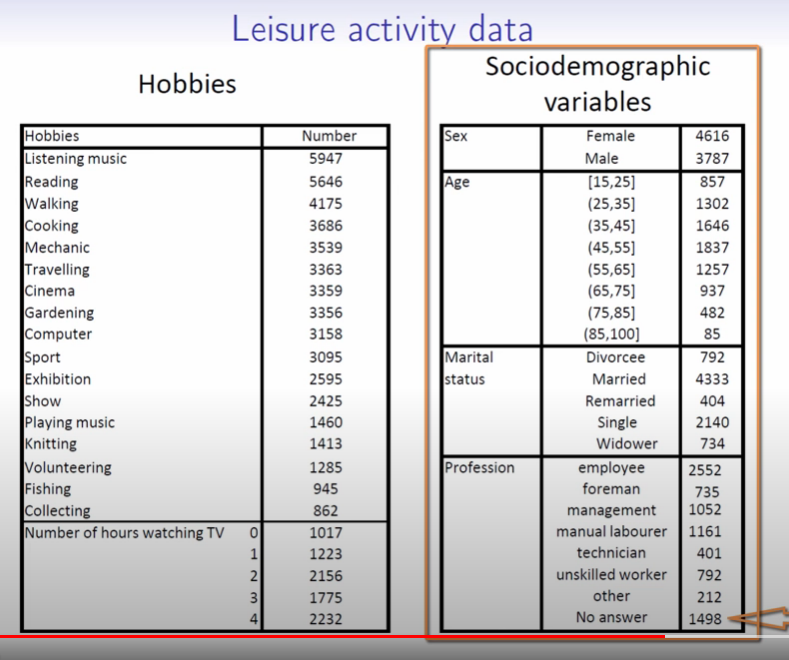 Leisure activity data
Hobbies
Hobbies Number
Listening music 5947
Reading 5646
Walking 4175
Cooking 3686
Mechanic 3539
Travelling 3363
Cinema 3359
Gardening 3356
Computer 3158
Sport 3095
Exhibition 2595
Show 2425
Playing music 1460
Knitting 1413
Volunteering 1285
Fishing 945
Collecting 862
Number of hours watching TV 0 1017
1 1223
2 2156
3 1775
4 2232
Sociodemographic
variables
Sex Female 4616
Male 3787
Age [15,25] 857
(25,35] 1302
(35,45] 1646
(45,55] 1837
(55,65] 1257
(65,75] 937
(75,85] 482
(85,100] 85
Marital Divorcee 792
status Married 4333
Remarried 404
Single 2140
Widower 734
Profession employee 2552
foreman 735
management 1052
manual labourer 1161
technician 401
unskilled worker 792
other 212
No answer 1498